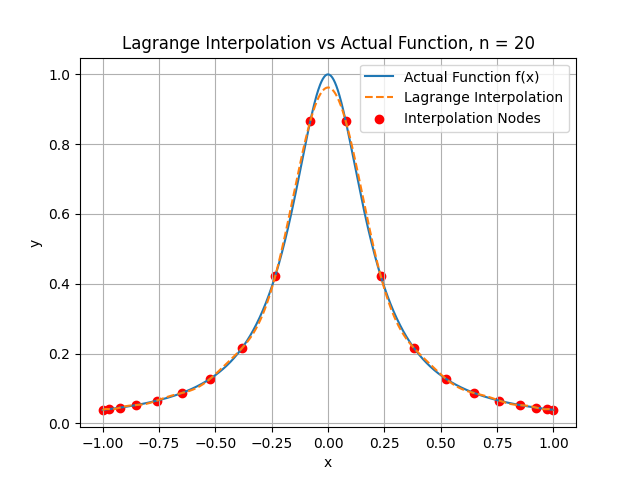 Lagrange Interpolation vs Actual Function, n = 20
Actual Function f(x)
Lagrange Interpolation
Interpolation Nodes
1.0
0.8
0.6
0.4
0.2
0.0
y
−1.00 −0.75 −0.50 −0.25 0.00 0.25 0.50 0.75 1.00
x